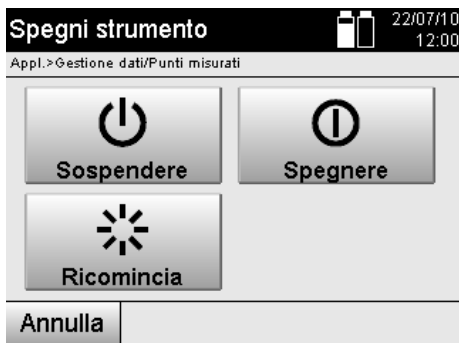 Spegni strumento
22/07/10
12:00
Appl.>Gestione dati/Punti misurati
Sospendere
Spegnere
Ricomincia
Annulla